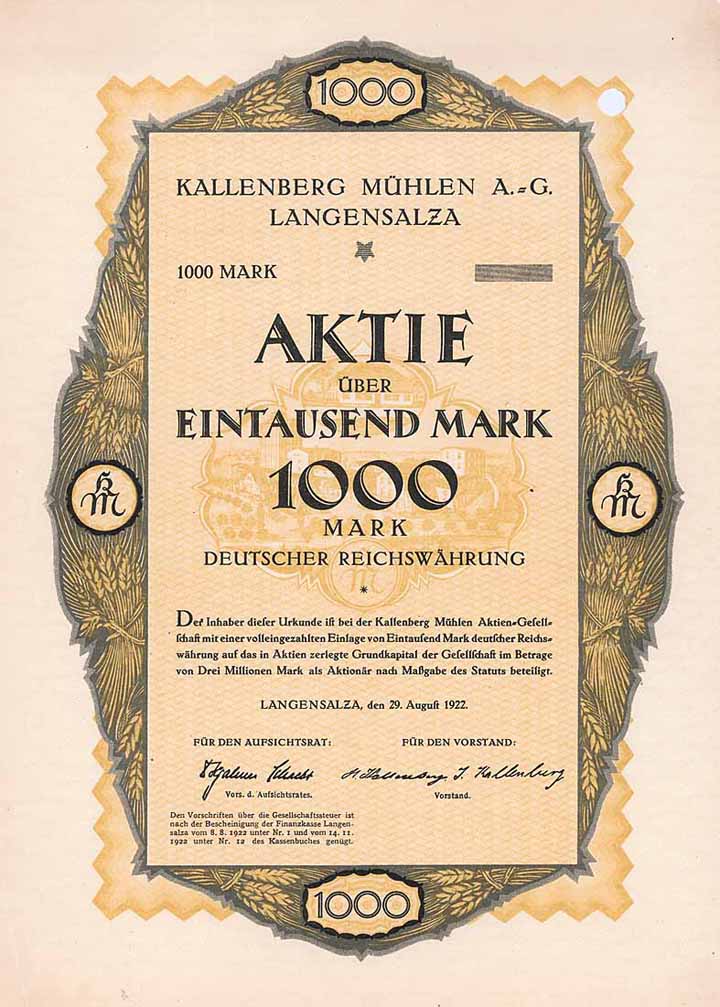 1000
KALLENBERG MÜHLEN A.=G.
LANGENSALZA
1000 MARK
AKTIE
ÜBER
EINTAUSEND MARK
1000
MARK
DEUTSCHER REICHSWÄHRUNG
Der Inhaber dieſer Urkunde iſt bei der Kallenberg Mühlen Aktien=Geſell=
ſchaft mit einer volleingezahlten Einlage von Eintauſend Mark deutſcher Reichs=
währung auf das in Aktien zerlegte Grundkapital der Geſellſchaft im Betrage
von Drei Millionen Mark als Aktionär nach Maßgabe des Statuts beteiligt.
LANGENSALZA, den 29. Auguſt 1922.
FÜR DEN AUFSICHTSRAT: FÜR DEN VORSTAND:
H. Kallenberg J. Kallenberg
Vors. d. Aufsichtsrates. Vorstand.
Den Vorschriften über die Gesellschaftssteuer ist
nach der Bescheinigung der Finanzkasse Langen-
salza vom 8. 8. 1922 unter Nr. 1 und vom 14. 11.
1922 unter Nr. 12 des Kassenbuches genügt.
KM
KM
1000